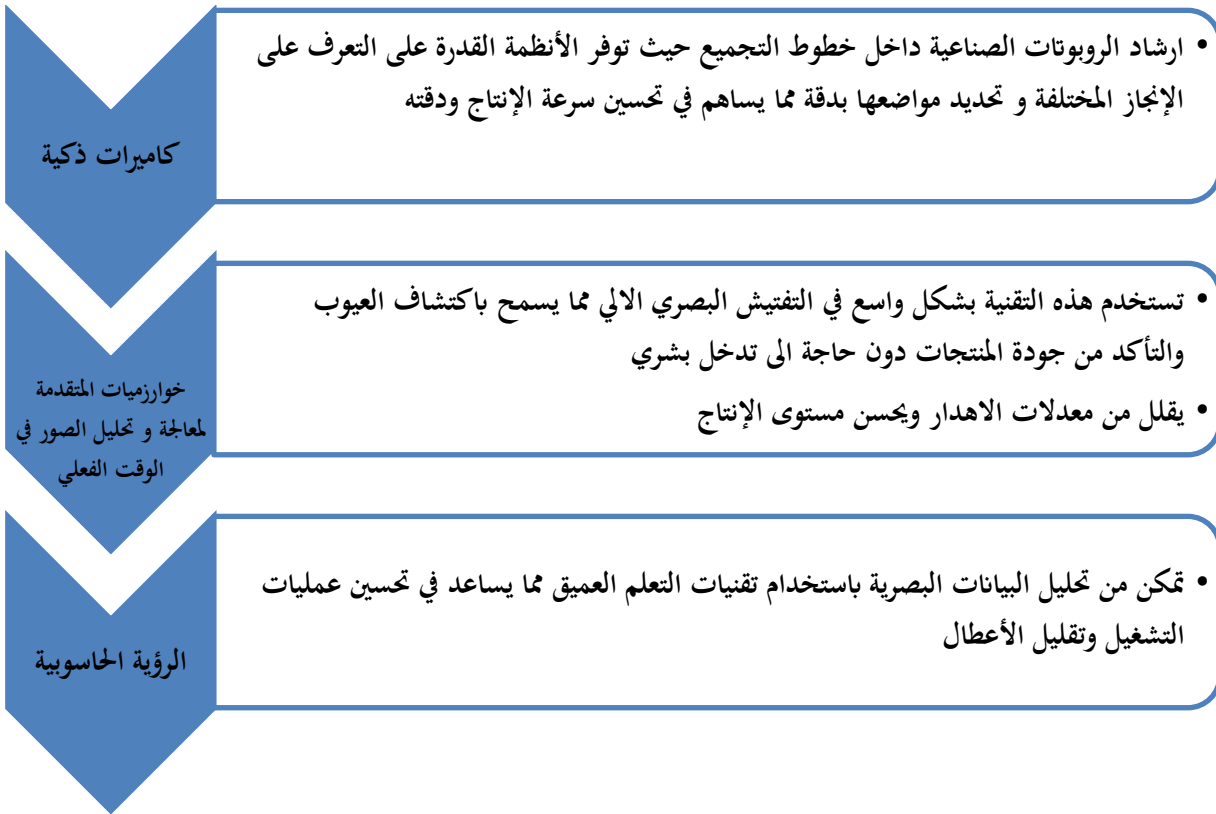 كاميرات ذكية
• ارشاد الروبوتات الصناعية داخل خطوط التجميع حيث توفر الأنظمة القدرة على التعرف على
الإنجاز المختلفة و تحديد مواضعها بدقة مما يساهم في تحسين سرعة الإنتاج ودقته
خوارزميات المتقدمة
لمعالجة و تحليل الصور في
الوقت الفعلي
• تستخدم هذه التقنية بشكل واسع في التفتيش البصري الالي مما يسمح باكتشاف العيوب
والتأكد من جودة المنتجات دون حاجة الى تدخل بشري
• يقلل من معدلات الاهدار ويحسن مستوى الإنتاج
الرؤية الحاسوبية
• تمكن من تحليل البيانات البصرية باستخدام تقنيات التعلم العميق مما يساعد في تحسين عمليات
التشغيل وتقليل الأعطال